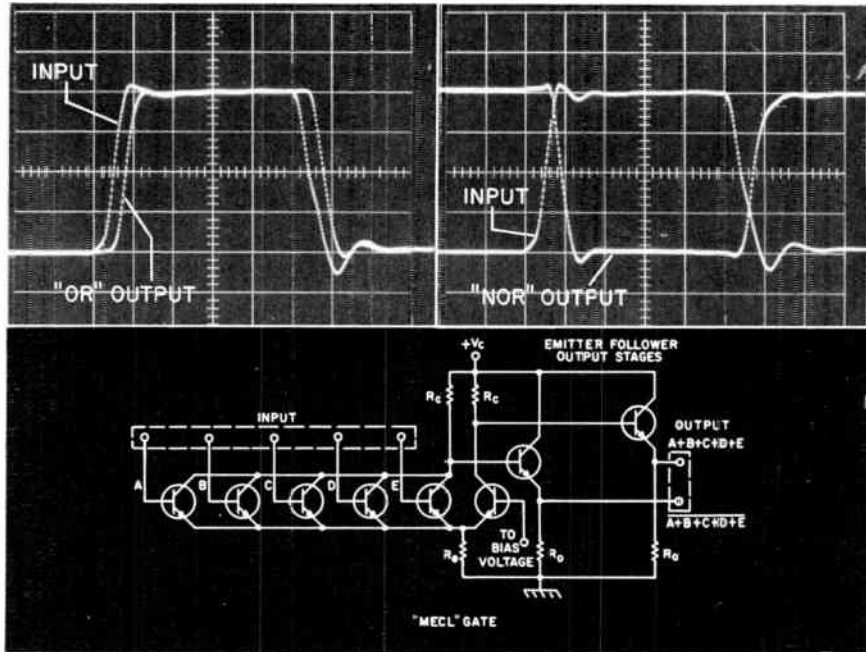 INPUT
"OR" OUTPUT
INPUT
"NOR" OUTPUT
+Vc
EMITTER FOLLOWER
OUTPUT STAGES
Rc
Rc
INPUT
OUTPUT
A+B+C+D+E
A
B
C
D
E
TO
BIAS
VOLTAGE
A+B+C+D+E
Re
Ro
Ro
"MECL" GATE